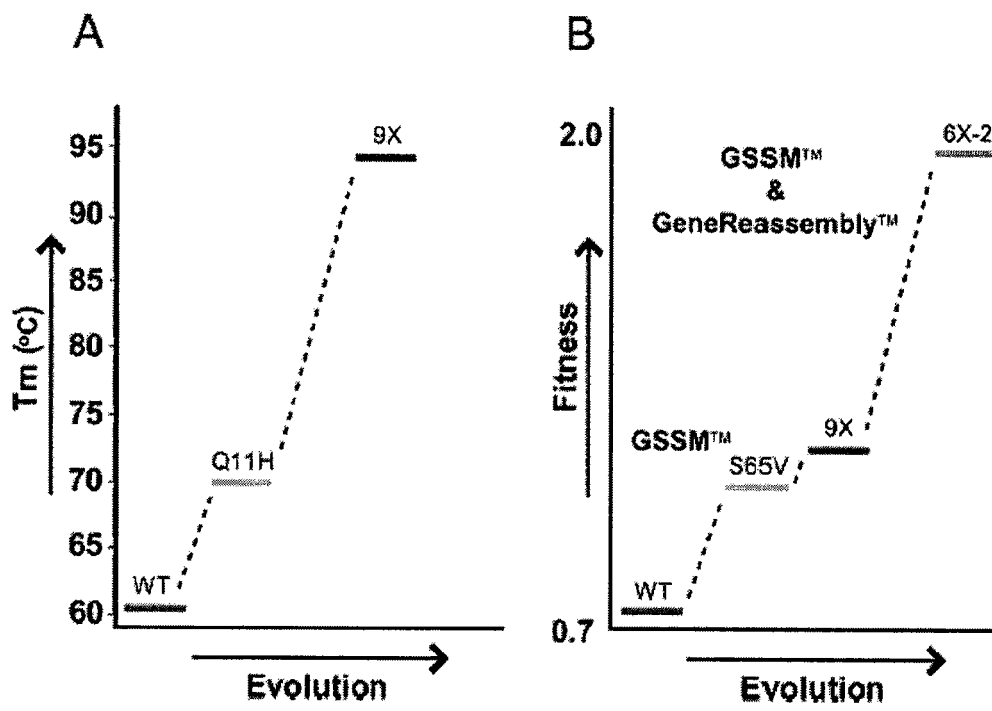 A
95
90
85
80
75
70
65
60
Tm (°C)
WT
Q11H
9X
Evolution
B
2.0
0.7
Fitness
GSSM™
&
GeneReassembly™
6X-2
GSSM™
S65V
9X
WT
Evolution